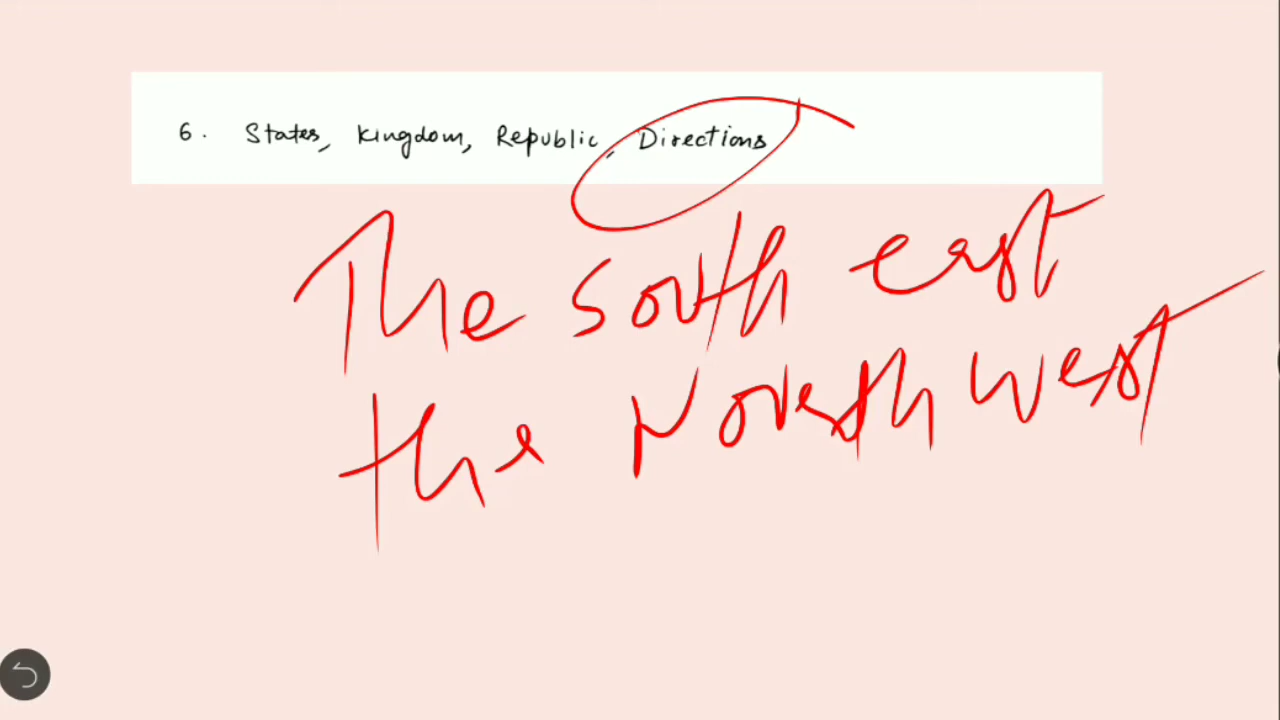 6. States, Kingdom, Republic, Directions
The south east
the North west